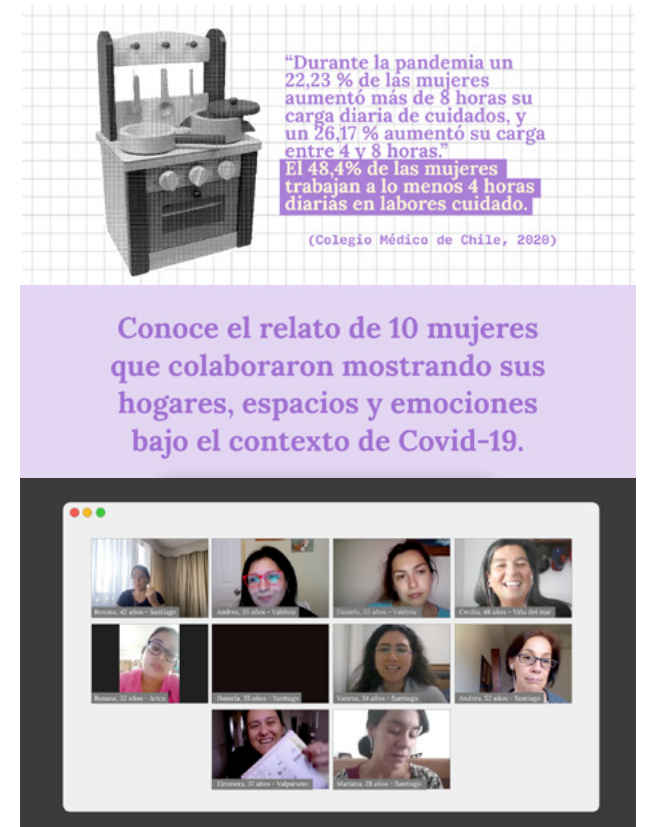 “Durante la pandemia un
22,23 % de las mujeres
aumentó más de 8 horas su
carga diaria de cuidados, y
un 26,17 % aumentó su carga
entre 4 y 8 horas.”
El 48,4% de las mujeres
trabajan a lo menos 4 horas
diarias en labores cuidado.
(Colegio Médico de Chile, 2020)
Conoce el relato de 10 mujeres
que colaboraron mostrando sus
hogares, espacios y emociones
bajo el contexto de Covid-19.
Roxana, 42 años • Santiago
Andrea, 35 años • Valdivia
Daniela, 33 años • Valdivia
Cecilia, 48 años • Viña del mar
Roxana, 32 años • Arica
Daniela, 35 años • Santiago
Vanesa, 34 años • Santiago
Andrea, 52 años • Santiago
37 años • Valparaíso
Mariana, 28 años • Santiago